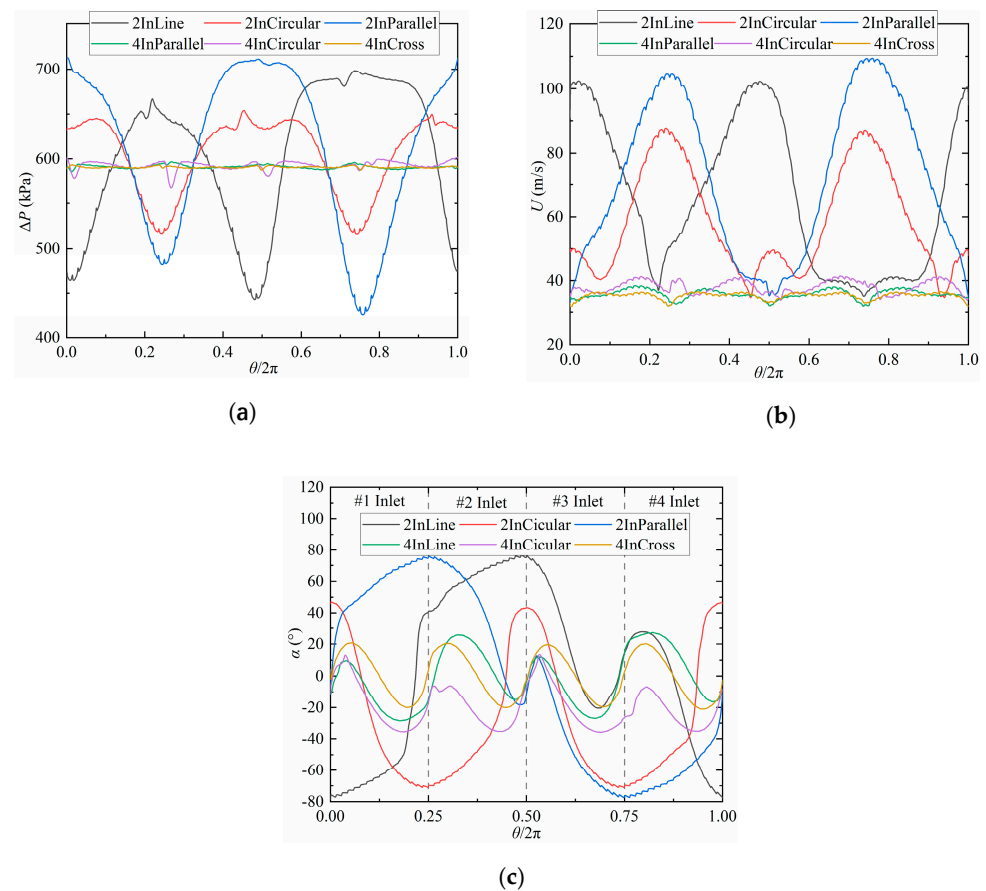 2InLine 2InCircular 2InParallel
4InParallel 4InCircular 4InCross
700
600
500
400
ΔP (kPa)
0.0 0.2 0.4 0.6 0.8 1.0
θ/2π
(a)
2InLine 2InCircular 2InParallel
4InParallel 4InCircular 4InCross
120
100
80
60
40
20
U (m/s)
0.0 0.2 0.4 0.6 0.8 1.0
θ/2π
(b)
#1 Inlet #2 Inlet #3 Inlet #4 Inlet
2InLine 2InCicular 2InParallel
4InLine 4InCicular 4InCross
120
100
80
60
40
20
0
-20
-40
-60
-80
α (°)
0.00 0.25 0.50 0.75 1.00
θ/2π
(c)